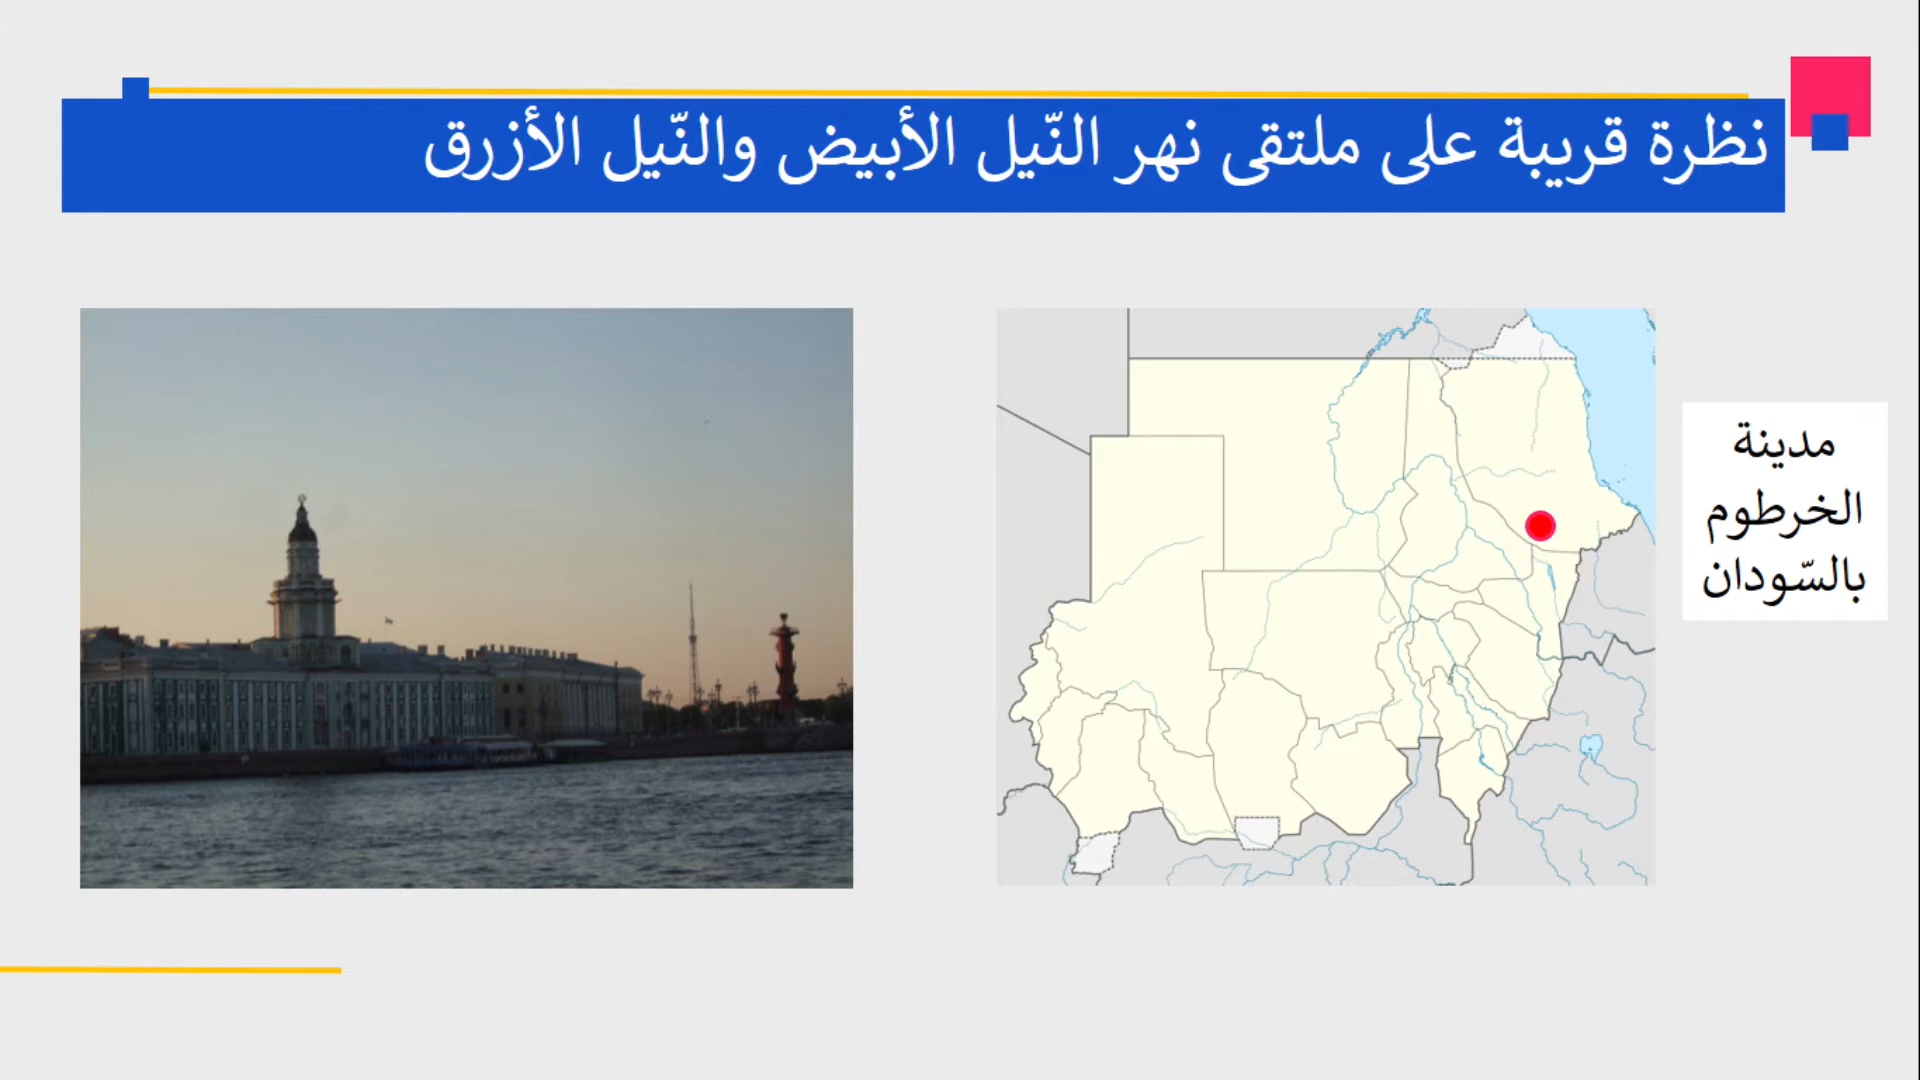 نظرة قريبة على ملتقى نهر النّيل الأبيض والنّيل الأزرق
مدينة
الخرطوم
بالسّودان